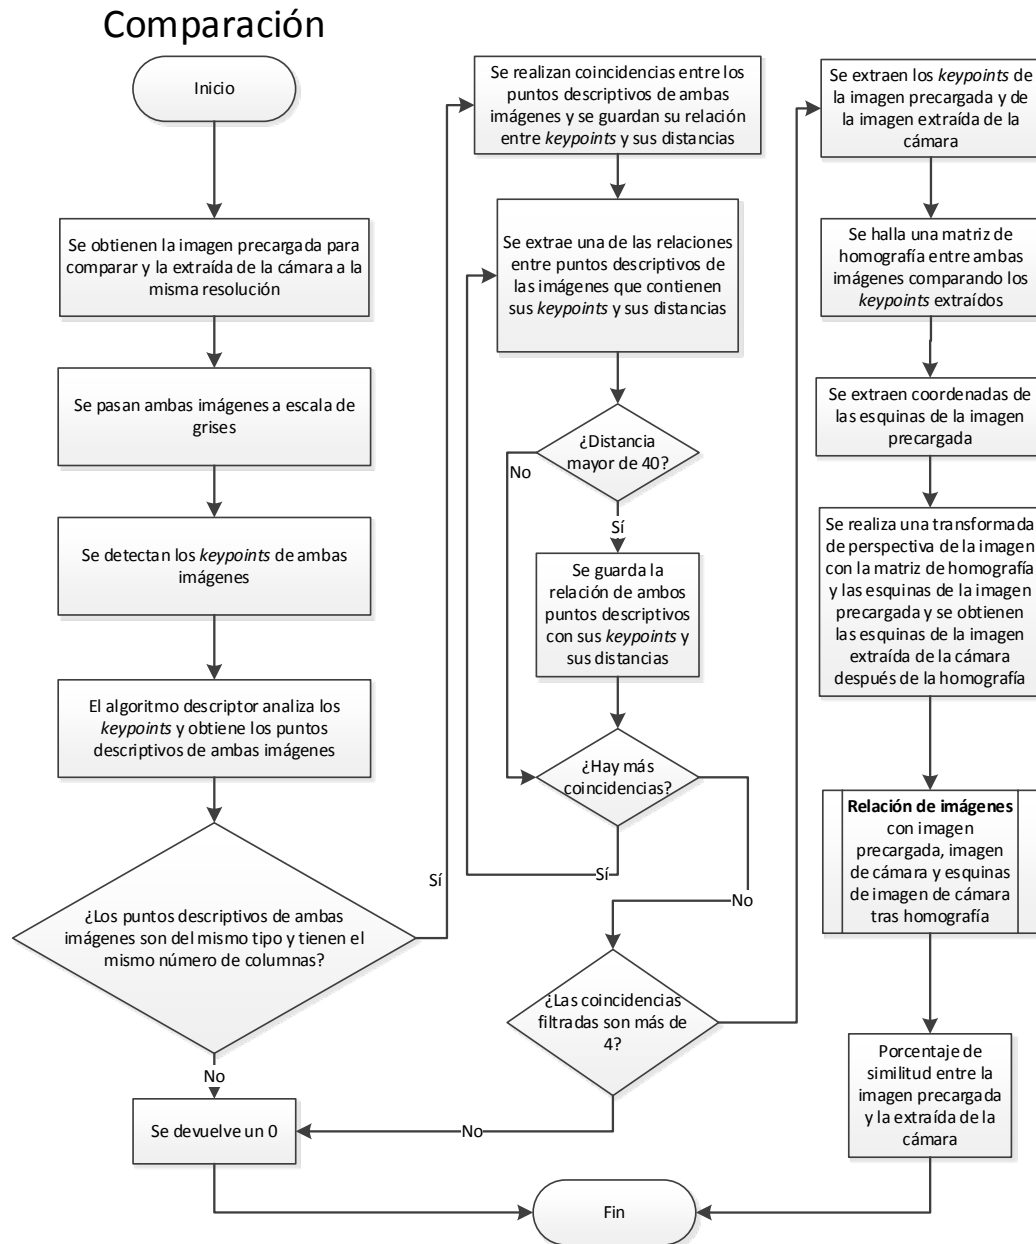 Comparación
Inicio
Se obtienen la imagen precargada para
comparar y la extraída de la cámara a la
misma resolución
Se pasan ambas imágenes a escala de
grises
Se detectan los keypoints de ambas
imágenes
El algoritmo descriptor analiza los
keypoints y obtiene los puntos
descriptivos de ambas imágenes
¿Los puntos descriptivos de ambas
imágenes son del mismo tipo y tienen el
mismo número de columnas?
Sí
No
Se devuelve un 0
Se realizan coincidencias entre los
puntos descriptivos de ambas
imágenes y se guardan su relación
entre keypoints y sus distancias
Se extrae una de las relaciones
entre puntos descriptivos de
las imágenes que contienen
sus keypoints y sus distancias
¿Distancia
mayor de 40?
No
Sí
Se guarda la
relación de ambos
puntos descriptivos
con sus keypoints y
sus distancias
¿Hay más
coincidencias?
Sí
No
¿Las coincidencias
filtradas son más de
4?
No
Se extraen los keypoints de
la imagen precargada y de
la imagen extraída de la
cámara
Se halla una matriz de
homografía entre ambas
imágenes comparando los
keypoints extraídos
Se extraen coordenadas de
las esquinas de la imagen
precargada
Se realiza una transformada
de perspectiva de la imagen
con la matriz de homografía
y las esquinas de la imagen
precargada y se obtienen
las esquinas de la imagen
extraída de la cámara
después de la homografía
Relación de imágenes
con imagen
precargada, imagen
de cámara y esquinas
de imagen de cámara
tras homografía
Porcentaje de
similitud entre la
imagen precargada
y la extraída de la
cámara
Fin